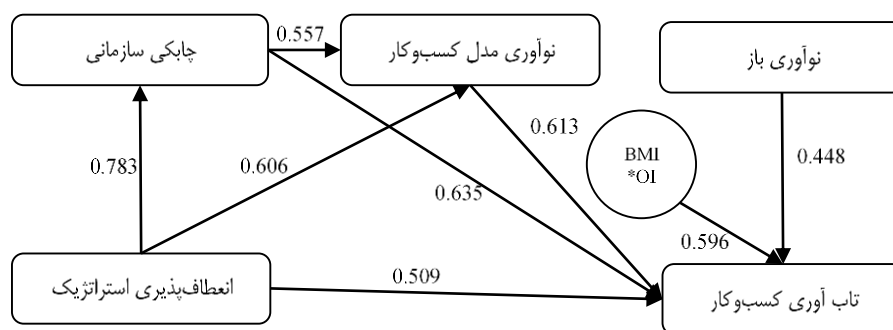 چابکی سازمانی
0.557
نوآوری مدل کسب‌وکار
نوآوری باز
0.783
0.606
0.635
0.613
BMI
*OI
0.448
0.596
انعطاف‌پذیری استراتژیک
0.509
تاب آوری کسب‌وکار